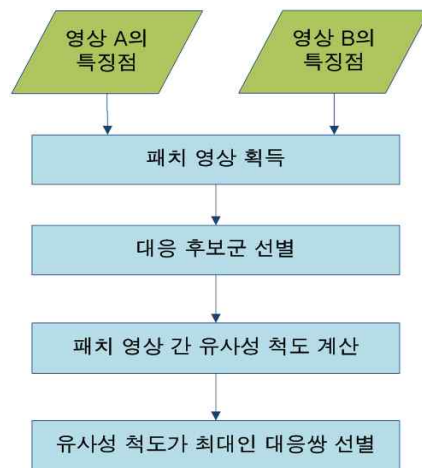 영상 A의
특징점
영상 B의
특징점
패치 영상 획득
대응 후보군 선별
패치 영상 간 유사성 척도 계산
유사성 척도가 최대인 대응쌍 선별